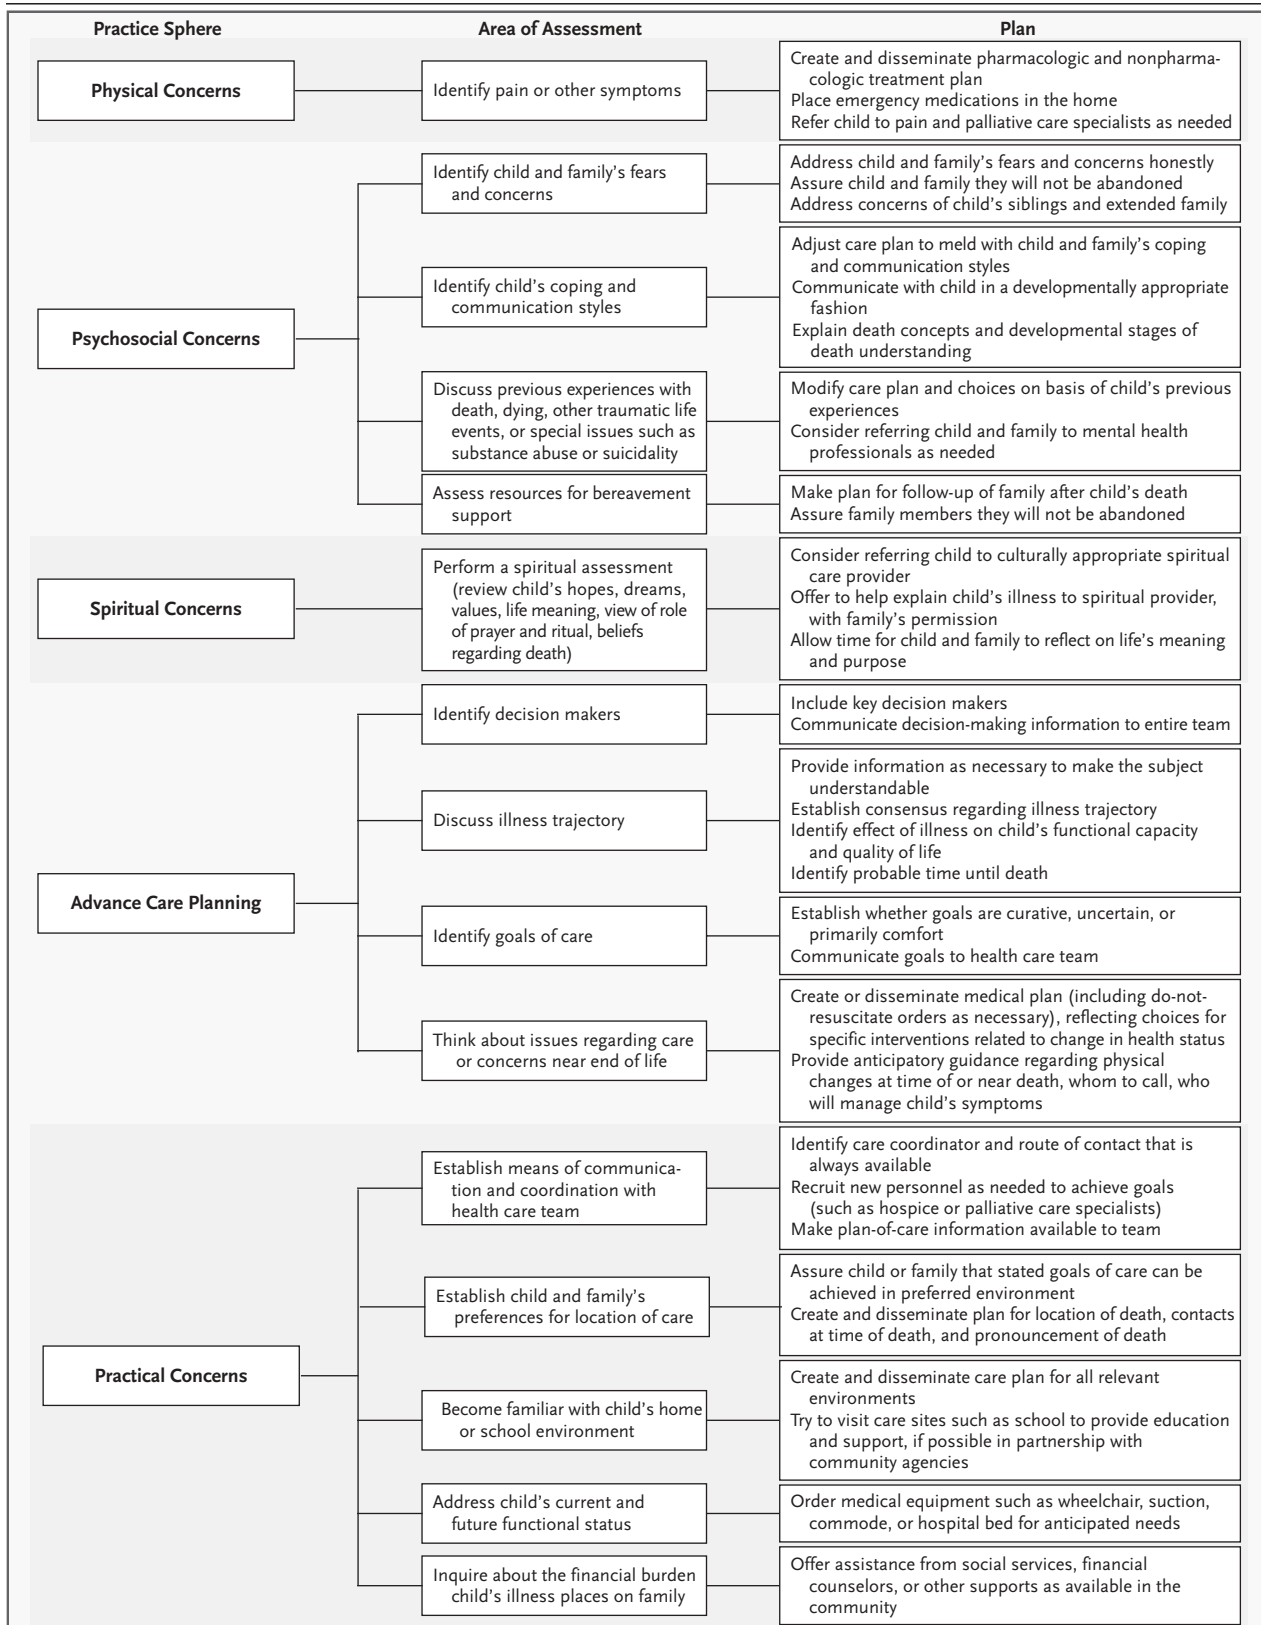 Practice Sphere
Area of Assessment
Plan
Physical Concerns
Identify pain or other symptoms
Create and disseminate pharmacologic and nonpharma-
cologic treatment plan
Place emergency medications in the home
Refer child to pain and palliative care specialists as needed
Psychosocial Concerns
Identify child and family's fears
and concerns
Address child and family's fears and concerns honestly
Assure child and family they will not be abandoned
Address concerns of child's siblings and extended family
Identify child's coping and
communication styles
Adjust care plan to meld with child and family's coping
and communication styles
Communicate with child in a developmentally appropriate
fashion
Explain death concepts and developmental stages of
death understanding
Discuss previous experiences with
death, dying, other traumatic life
events, or special issues such as
substance abuse or suicidality
Modify care plan and choices on basis of child's previous
experiences
Consider referring child and family to mental health
professionals as needed
Assess resources for bereavement
support
Make plan for follow-up of family after child's death
Assure family members they will not be abandoned
Spiritual Concerns
Perform a spiritual assessment
(review child's hopes, dreams,
values, life meaning, view of role
of prayer and ritual, beliefs
regarding death)
Consider referring child to culturally appropriate spiritual
care provider
Offer to help explain child's illness to spiritual provider,
with family's permission
Allow time for child and family to reflect on life's meaning
and purpose
Advance Care Planning
Identify decision makers
Include key decision makers
Communicate decision-making information to entire team
Discuss illness trajectory
Provide information as necessary to make the subject
understandable
Establish consensus regarding illness trajectory
Identify effect of illness on child's functional capacity
and quality of life
Identify probable time until death
Identify goals of care
Establish whether goals are curative, uncertain, or
primarily comfort
Communicate goals to health care team
Think about issues regarding care
or concerns near end of life
Create or disseminate medical plan (including do-not-
resuscitate orders as necessary), reflecting choices for
specific interventions related to change in health status
Provide anticipatory guidance regarding physical
changes at time of or near death, whom to call, who
will manage child's symptoms
Practical Concerns
Establish means of communica-
tion and coordination with
health care team
Identify care coordinator and route of contact that is
always available
Recruit new personnel as needed to achieve goals
(such as hospice or palliative care specialists)
Make plan-of-care information available to team
Establish child and family's
preferences for location of care
Assure child or family that stated goals of care can be
achieved in preferred environment
Create and disseminate plan for location of death, contacts
at time of death, and pronouncement of death
Become familiar with child's home
or school environment
Create and disseminate care plan for all relevant
environments
Try to visit care sites such as school to provide education
and support, if possible in partnership with
community agencies
Address child's current and
future functional status
Order medical equipment such as wheelchair, suction,
commode, or hospital bed for anticipated needs
Inquire about the financial burden
child's illness places on family
Offer assistance from social services, financial
counselors, or other supports as available in the
community